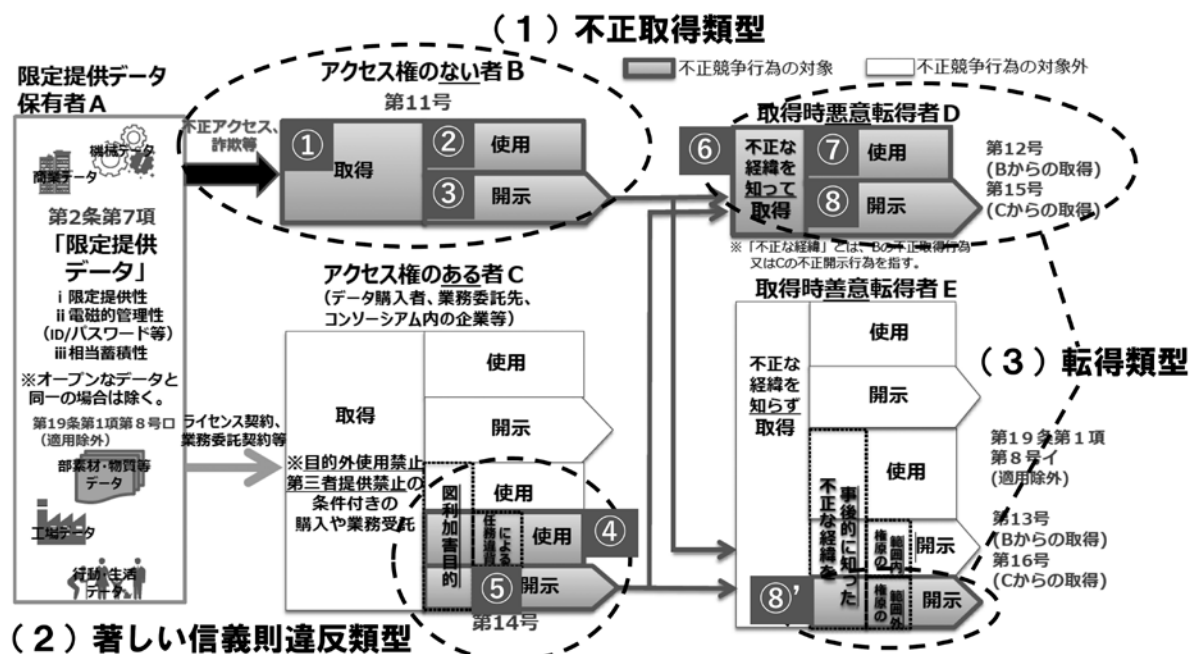 （１）不正取得類型
不正競争行為の対象
不正競争行為の対象外
限定提供データ
保有者A
機械データ
商業データ
第2条第7項
「限定提供
データ」
ⅰ限定提供性
ⅱ電磁的管理性
（ID/パスワード等）
ⅲ相当蓄積性
※オープンなデータと
同一の場合は除く。
第19条第1項第8号ロ
（適用除外）
部素材・物質等
データ
工場データ
行動・生活
データ
不正アクセス、
詐欺等
アクセス権のない者B
第11号
①
取得
②
使用
③
開示
ライセンス契約、
業務委託契約等
アクセス権のある者C
（データ購入者、業務委託先、
コンソーシアム内の企業等）
取得
※目的外使用禁止
第三者提供禁止の
条件付きの
購入や業務受託
使用
開示
図利加害目的
使用
任務違背
による
使用
④
⑤
開示
第14号
（２）著しい信義則違反類型
取得時悪意転得者D
⑥
不正な
経緯を
知って
取得
⑦
使用
⑧
開示
第12号
(Bからの取得)
第15号
(Cからの取得)
※「不正な経緯」とは、Bの不正取得行為
又はCの不正開示行為を指す。
取得時善意転得者E
不正な
経緯を
知らず
取得
使用
開示
（３）転得類型
不正な経緯を
事後的に知った
使用
権原の
範囲内
開示
⑧’
権原の
範囲外
開示
第19条第1項
第8号イ
(適用除外)
第13号
(Bからの取得)
第16号
(Cからの取得)